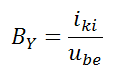 B_Y = i_ki / u_be